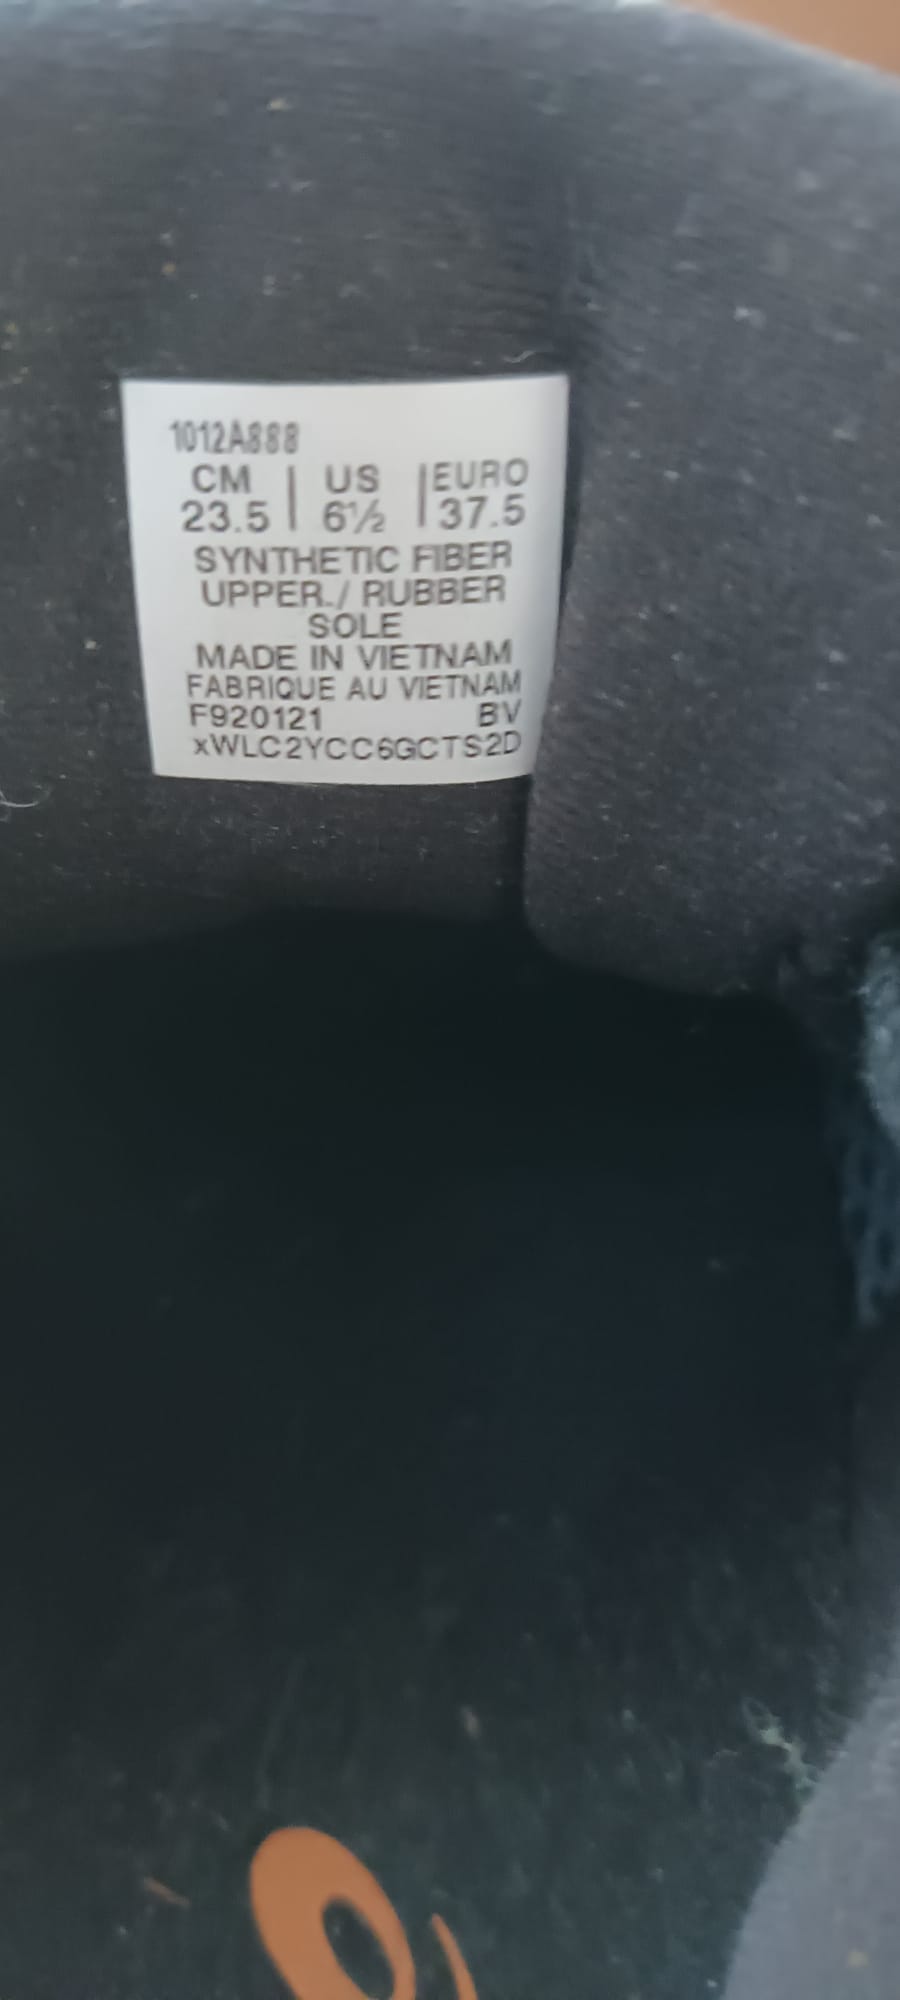 1012A888
CM | US | EURO
23.5 | 6½ | 37.5
SYNTHETIC FIBER
UPPER./ RUBBER
SOLE
MADE IN VIETNAM
FABRIQUE AU VIETNAM
F920121 BV
xWLC2YCC6GCTS2D